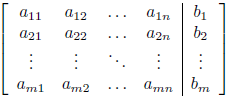 a₁₁ a₁₂ … a₁ₙ b₁
a₂₁ a₂₂ … a₂ₙ b₂
⋮ ⋮ ⋱ ⋮ ⋮
aₘ₁ aₘ₂ … aₘₙ bₘ